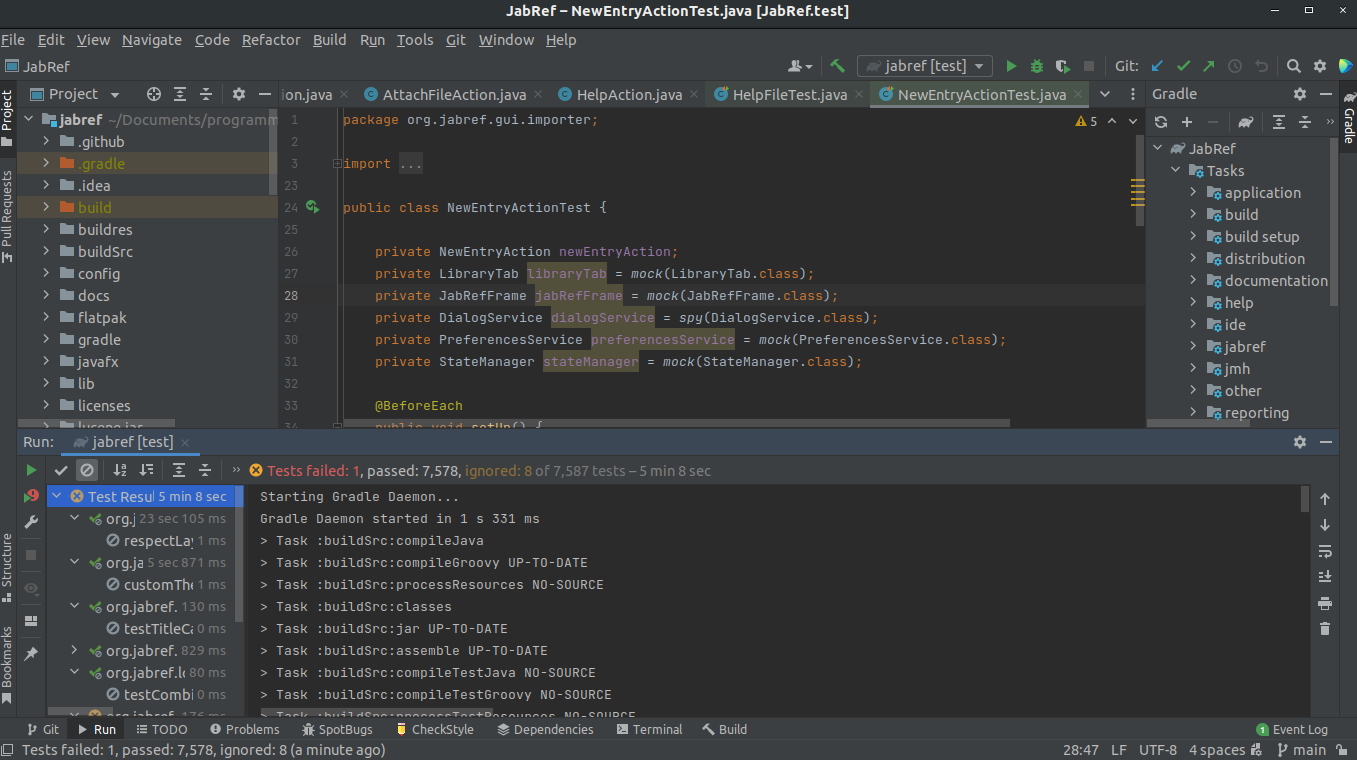 JabRef – NewEntryActionTest.java [JabRef.test]
File Edit View Navigate Code Refactor Build Run Tools Git Window Help
JabRef
jabref [test]
Git:
Project
ion.java
AttachFileAction.java
HelpAction.java
HelpFileTest.java
NewEntryActionTest.java
Gradle
Project
Pull Requests
Structure
Bookmarks
jabref ~/Documents/programm
.github
.gradle
.idea
build
buildres
buildSrc
config
docs
flatpak
gradle
javafx
lib
licenses
lucene.jar
5
1 package org.jabref.gui.importer;
2
3 import ...
23
24 public class NewEntryActionTest {
25
26 private NewEntryAction newEntryAction;
27 private LibraryTab libraryTab = mock(LibraryTab.class);
28 private JabRefFrame jabRefFrame = mock(JabRefFrame.class);
29 private DialogService dialogService = spy(DialogService.class);
30 private PreferencesService preferencesService = mock(PreferencesService.class);
31 private StateManager stateManager = mock(StateManager.class);
32
33 @BeforeEach
34 public void setUp() {
JabRef
Tasks
application
build
build setup
distribution
documentation
help
ide
jabref
jmh
other
reporting
Gradle
Run: jabref [test]
Tests failed: 1, passed: 7,578, ignored: 8 of 7,587 tests – 5 min 8 sec
Test Resul 5 min 8 sec
org.j 23 sec 105 ms
respectLay 1 ms
org.ja 5 sec 871 ms
customThe 1 ms
org.jabref. 130 ms
testTitleCa 0 ms
org.jabref. 829 ms
org.jabref.lo 80 ms
testCombi 0 ms
org.jabref. 176 ms
Starting Gradle Daemon...
Gradle Daemon started in 1 s 331 ms
> Task :buildSrc:compileJava
> Task :buildSrc:compileGroovy UP-TO-DATE
> Task :buildSrc:processResources NO-SOURCE
> Task :buildSrc:classes
> Task :buildSrc:jar UP-TO-DATE
> Task :buildSrc:assemble UP-TO-DATE
> Task :buildSrc:compileTestJava NO-SOURCE
> Task :buildSrc:compileTestGroovy NO-SOURCE
> Task :buildSrc:processTestResources NO-SOURCE
Git Run TODO Problems SpotBugs CheckStyle Dependencies Terminal Build 1 Event Log
Tests failed: 1, passed: 7,578, ignored: 8 (a minute ago) 28:47 LF UTF-8 4 spaces main